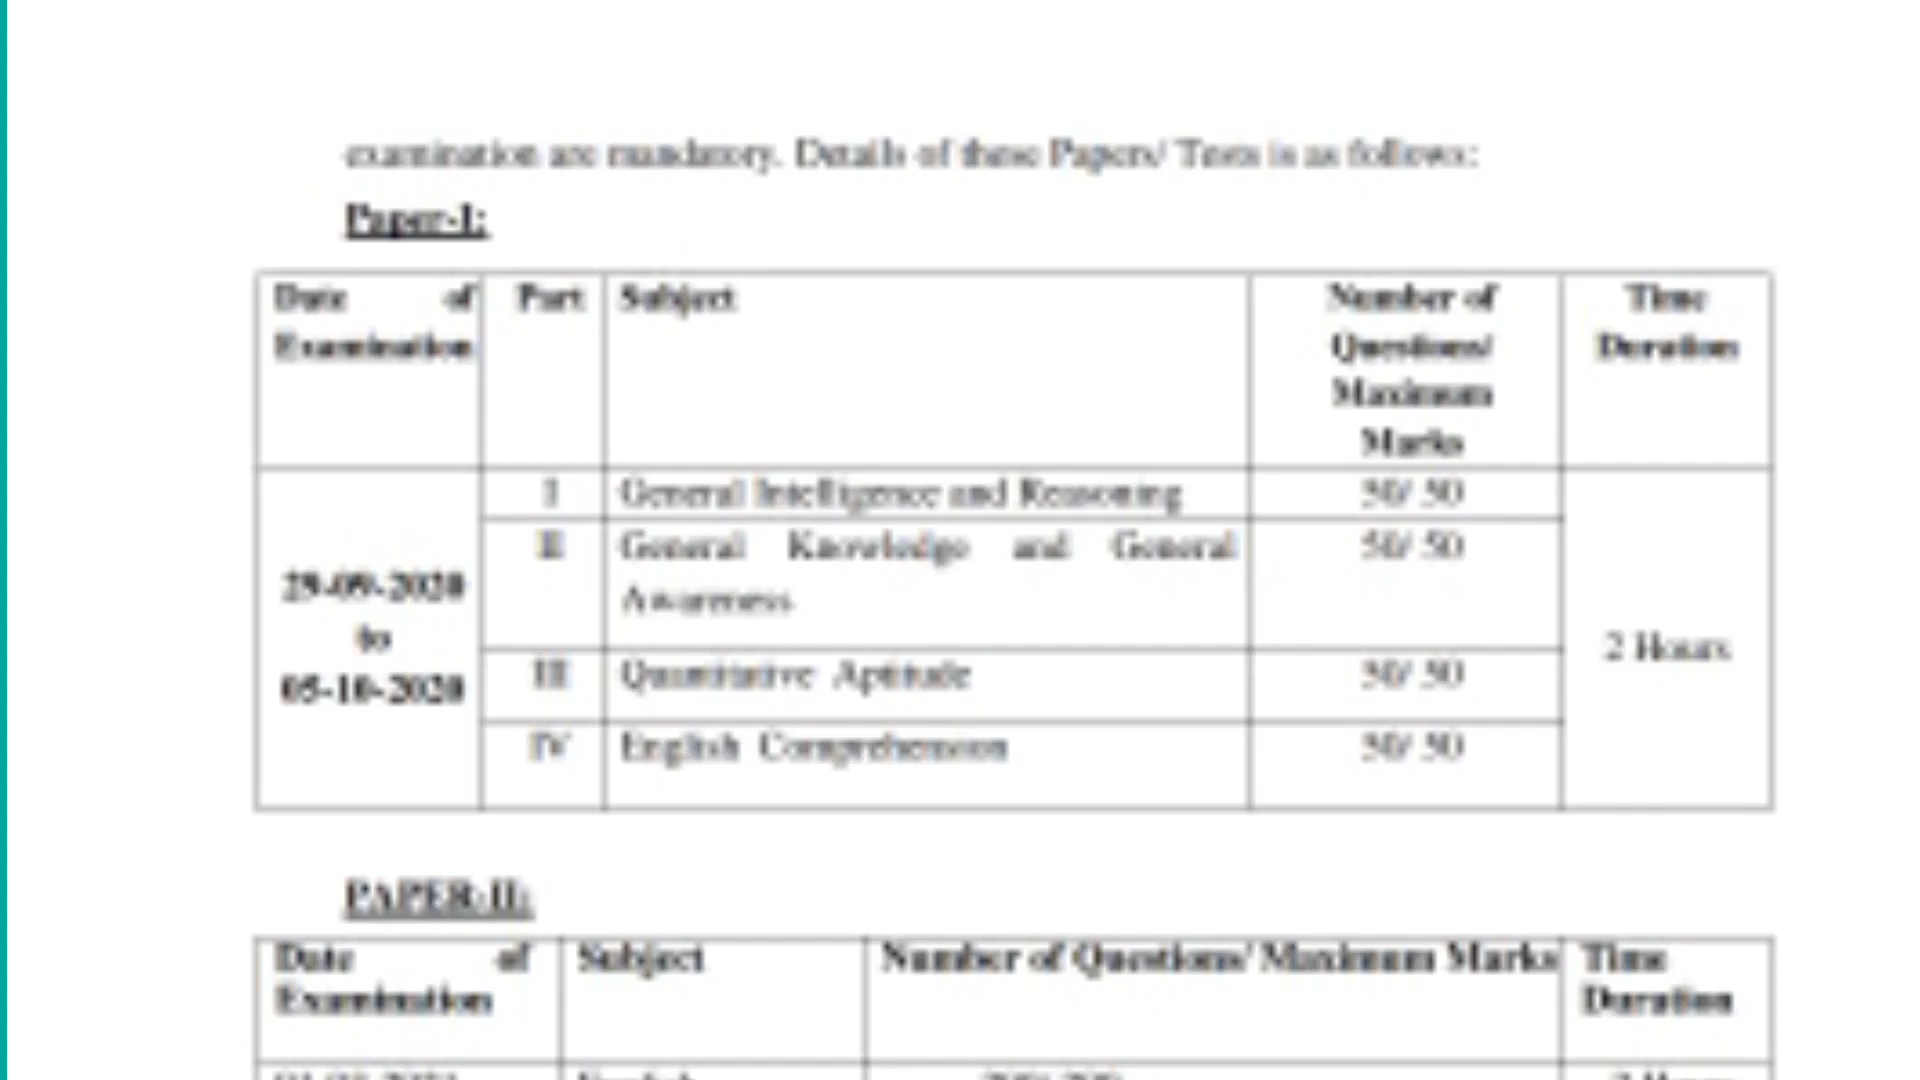 examination are mandatory. Details of these Papers/ Tests is as follows:
Paper-I:
Date of Examination
Part
Subject
Number of
Questions/
Maximum
Marks
Time
Duration
I General Intelligence and Reasoning 50/ 50
II General Knowledge and General 50/ 50
Awareness
29-09-2020
to
05-10-2020
2 Hours
III Quantitative Aptitude 50/ 50
IV English Comprehension 50/ 50
PAPER-II:
Date of Subject Number of Questions/ Maximum Marks Time
Examination Duration